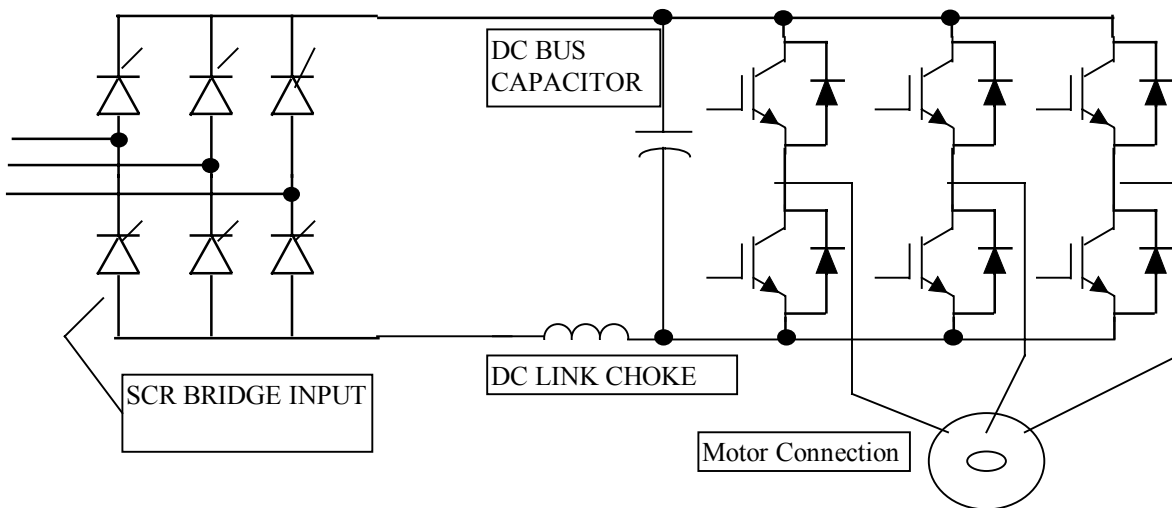 DC BUS
CAPACITOR
DC LINK CHOKE
SCR BRIDGE INPUT
Motor Connection